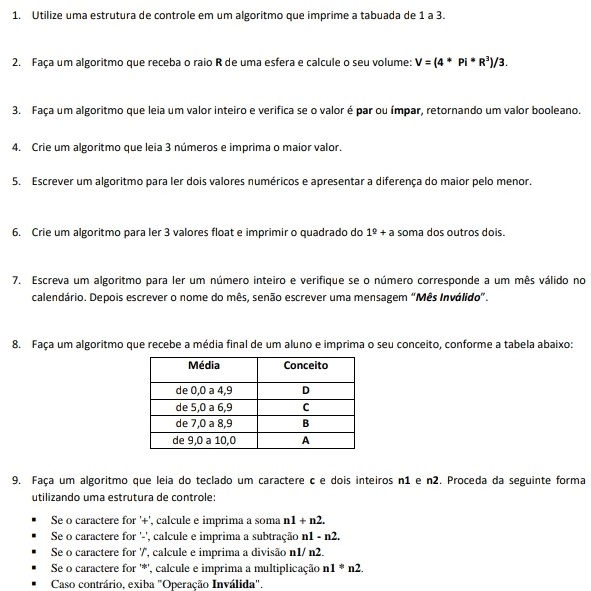 1. Utilize uma estrutura de controle em um algoritmo que imprime a tabuada de 1 a 3.
2. Faça um algoritmo que receba o raio R de uma esfera e calcule o seu volume: V = (4 * Pi * R³)/3.
3. Faça um algoritmo que leia um valor inteiro e verifica se o valor é par ou ímpar, retornando um valor booleano.
4. Crie um algoritmo que leia 3 números e imprima o maior valor.
5. Escrever um algoritmo para ler dois valores numéricos e apresentar a diferença do maior pelo menor.
6. Crie um algoritmo para ler 3 valores float e imprimir o quadrado do 1º + a soma dos outros dois.
7. Escreva um algoritmo para ler um número inteiro e verifique se o número corresponde a um mês válido no
calendário. Depois escrever o nome do mês, senão escrever uma mensagem “Mês Inválido”.
8. Faça um algoritmo que recebe a média final de um aluno e imprima o seu conceito, conforme a tabela abaixo:
Média Conceito
de 0,0 a 4,9 D
de 5,0 a 6,9 C
de 7,0 a 8,9 B
de 9,0 a 10,0 A
9. Faça um algoritmo que leia do teclado um caractere c e dois inteiros n1 e n2. Proceda da seguinte forma
utilizando uma estrutura de controle:
▪ Se o caractere for '+', calcule e imprima a soma n1 + n2.
▪ Se o caractere for '-', calcule e imprima a subtração n1 - n2.
▪ Se o caractere for '/', calcule e imprima a divisão n1/ n2.
▪ Se o caractere for '*', calcule e imprima a multiplicação n1 * n2.
▪ Caso contrário, exiba "Operação Inválida".